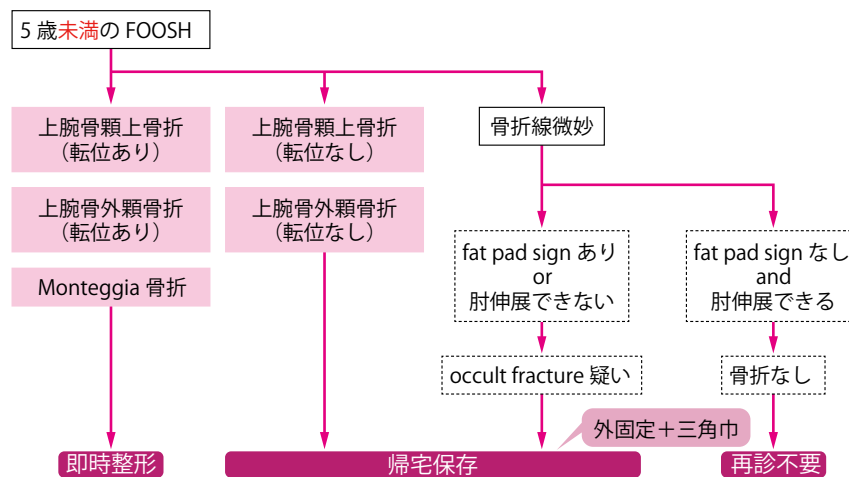 5 歳未満の FOOSH
上腕骨顆上骨折
（転位あり）
上腕骨外顆骨折
（転位あり）
Monteggia 骨折
上腕骨顆上骨折
（転位なし）
上腕骨外顆骨折
（転位なし）
骨折線微妙
fat pad sign あり
or
肘伸展できない
fat pad sign なし
and
肘伸展できる
occult fracture 疑い
骨折なし
外固定＋三角巾
即時整形
帰宅保存
再診不要